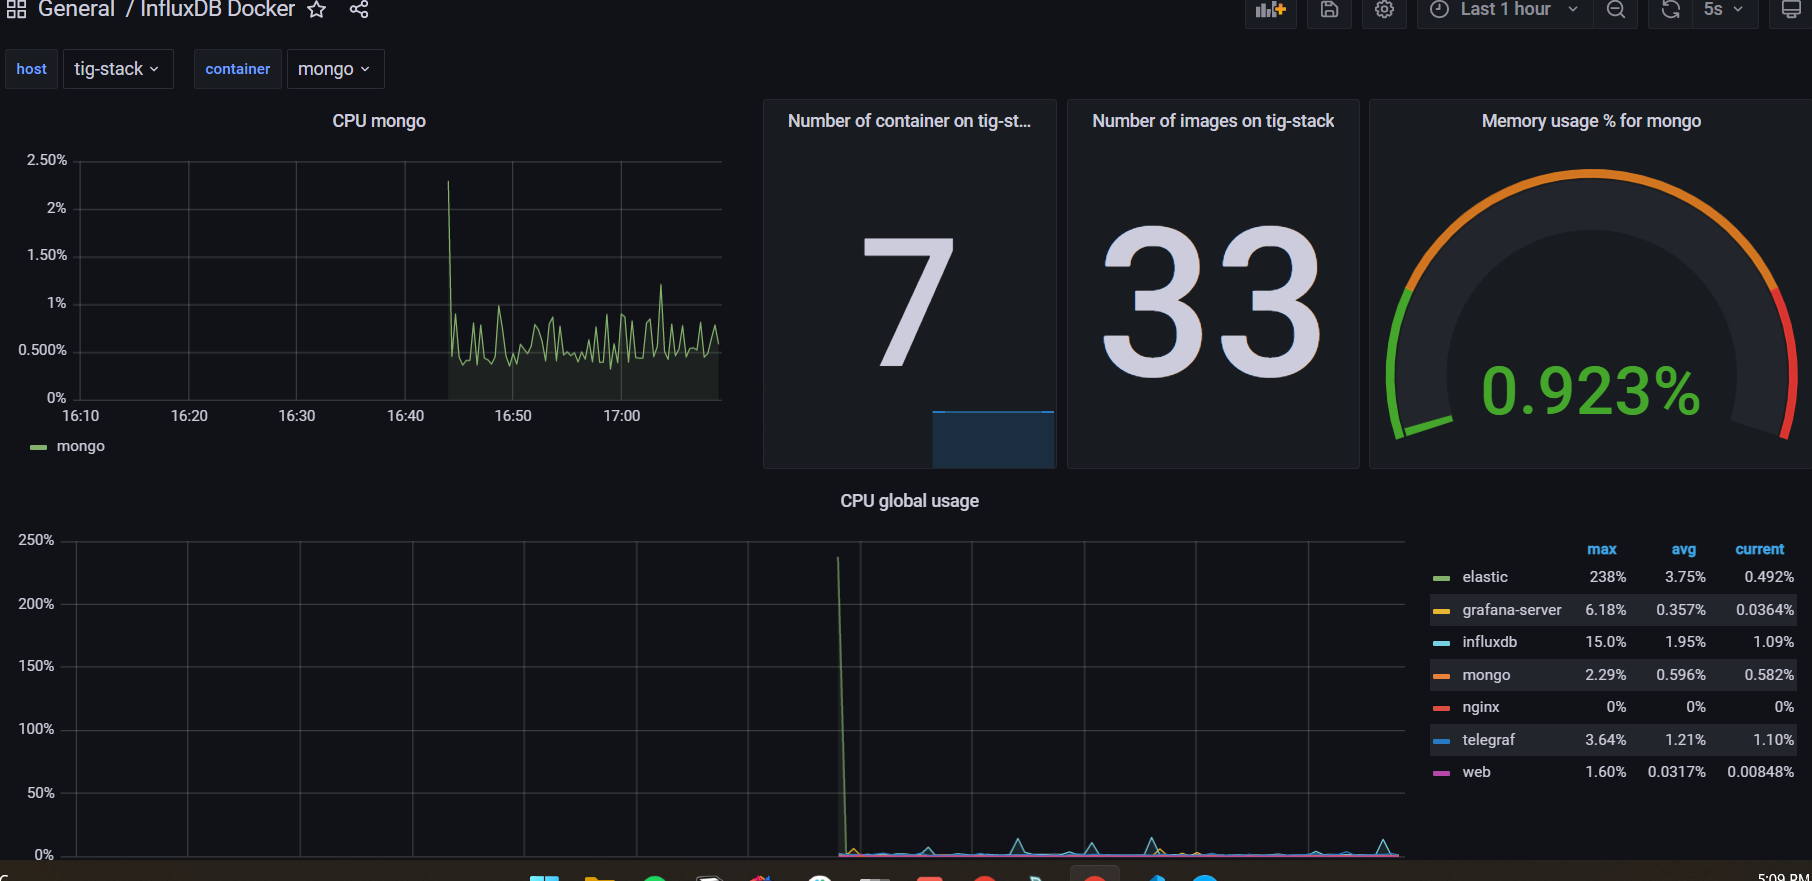 General / InfluxDB Docker
Last 1 hour
5s
host
tig-stack
container
mongo
CPU mongo
2.50%
2%
1.50%
1%
0.500%
0%
16:10 16:20 16:30 16:40 16:50 17:00
mongo
Number of container on tig-st...
7
Number of images on tig-stack
33
Memory usage % for mongo
0.923%
CPU global usage
250%
200%
150%
100%
50%
0%
max avg current
elastic 238% 3.75% 0.492%
grafana-server 6.18% 0.357% 0.0364%
influxdb 15.0% 1.95% 1.09%
mongo 2.29% 0.596% 0.582%
nginx 0% 0% 0%
telegraf 3.64% 1.21% 1.10%
web 1.60% 0.0317% 0.00848%
5:09 PM